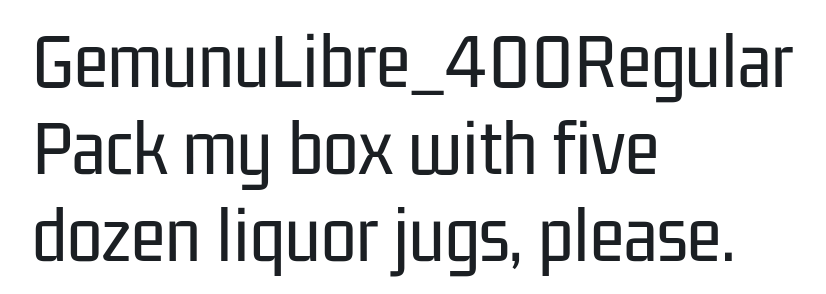 GemunuLibre_400Regular
Pack my box with five
dozen liquor jugs, please.